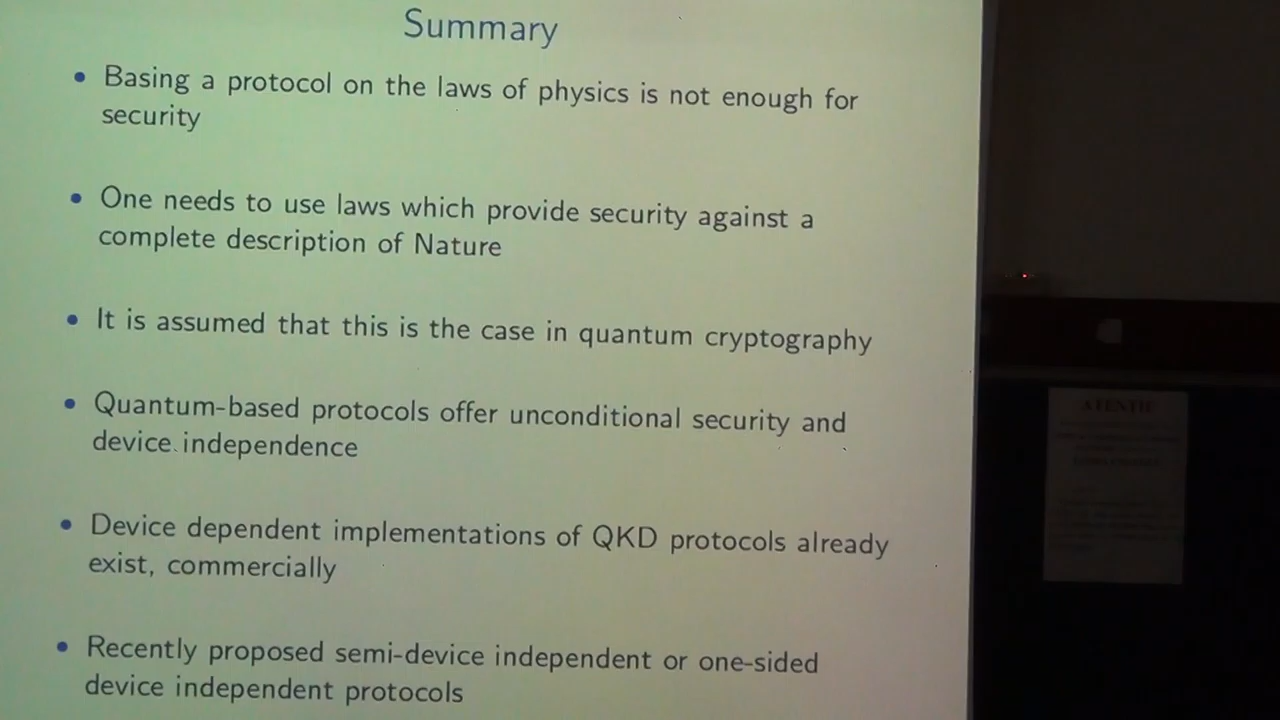 Summary
• Basing a protocol on the laws of physics is not enough for
security
• One needs to use laws which provide security against a
complete description of Nature
• It is assumed that this is the case in quantum cryptography
• Quantum-based protocols offer unconditional security and
device independence
• Device dependent implementations of QKD protocols already
exist, commercially
• Recently proposed semi-device independent or one-sided
device independent protocols
ATENTIE